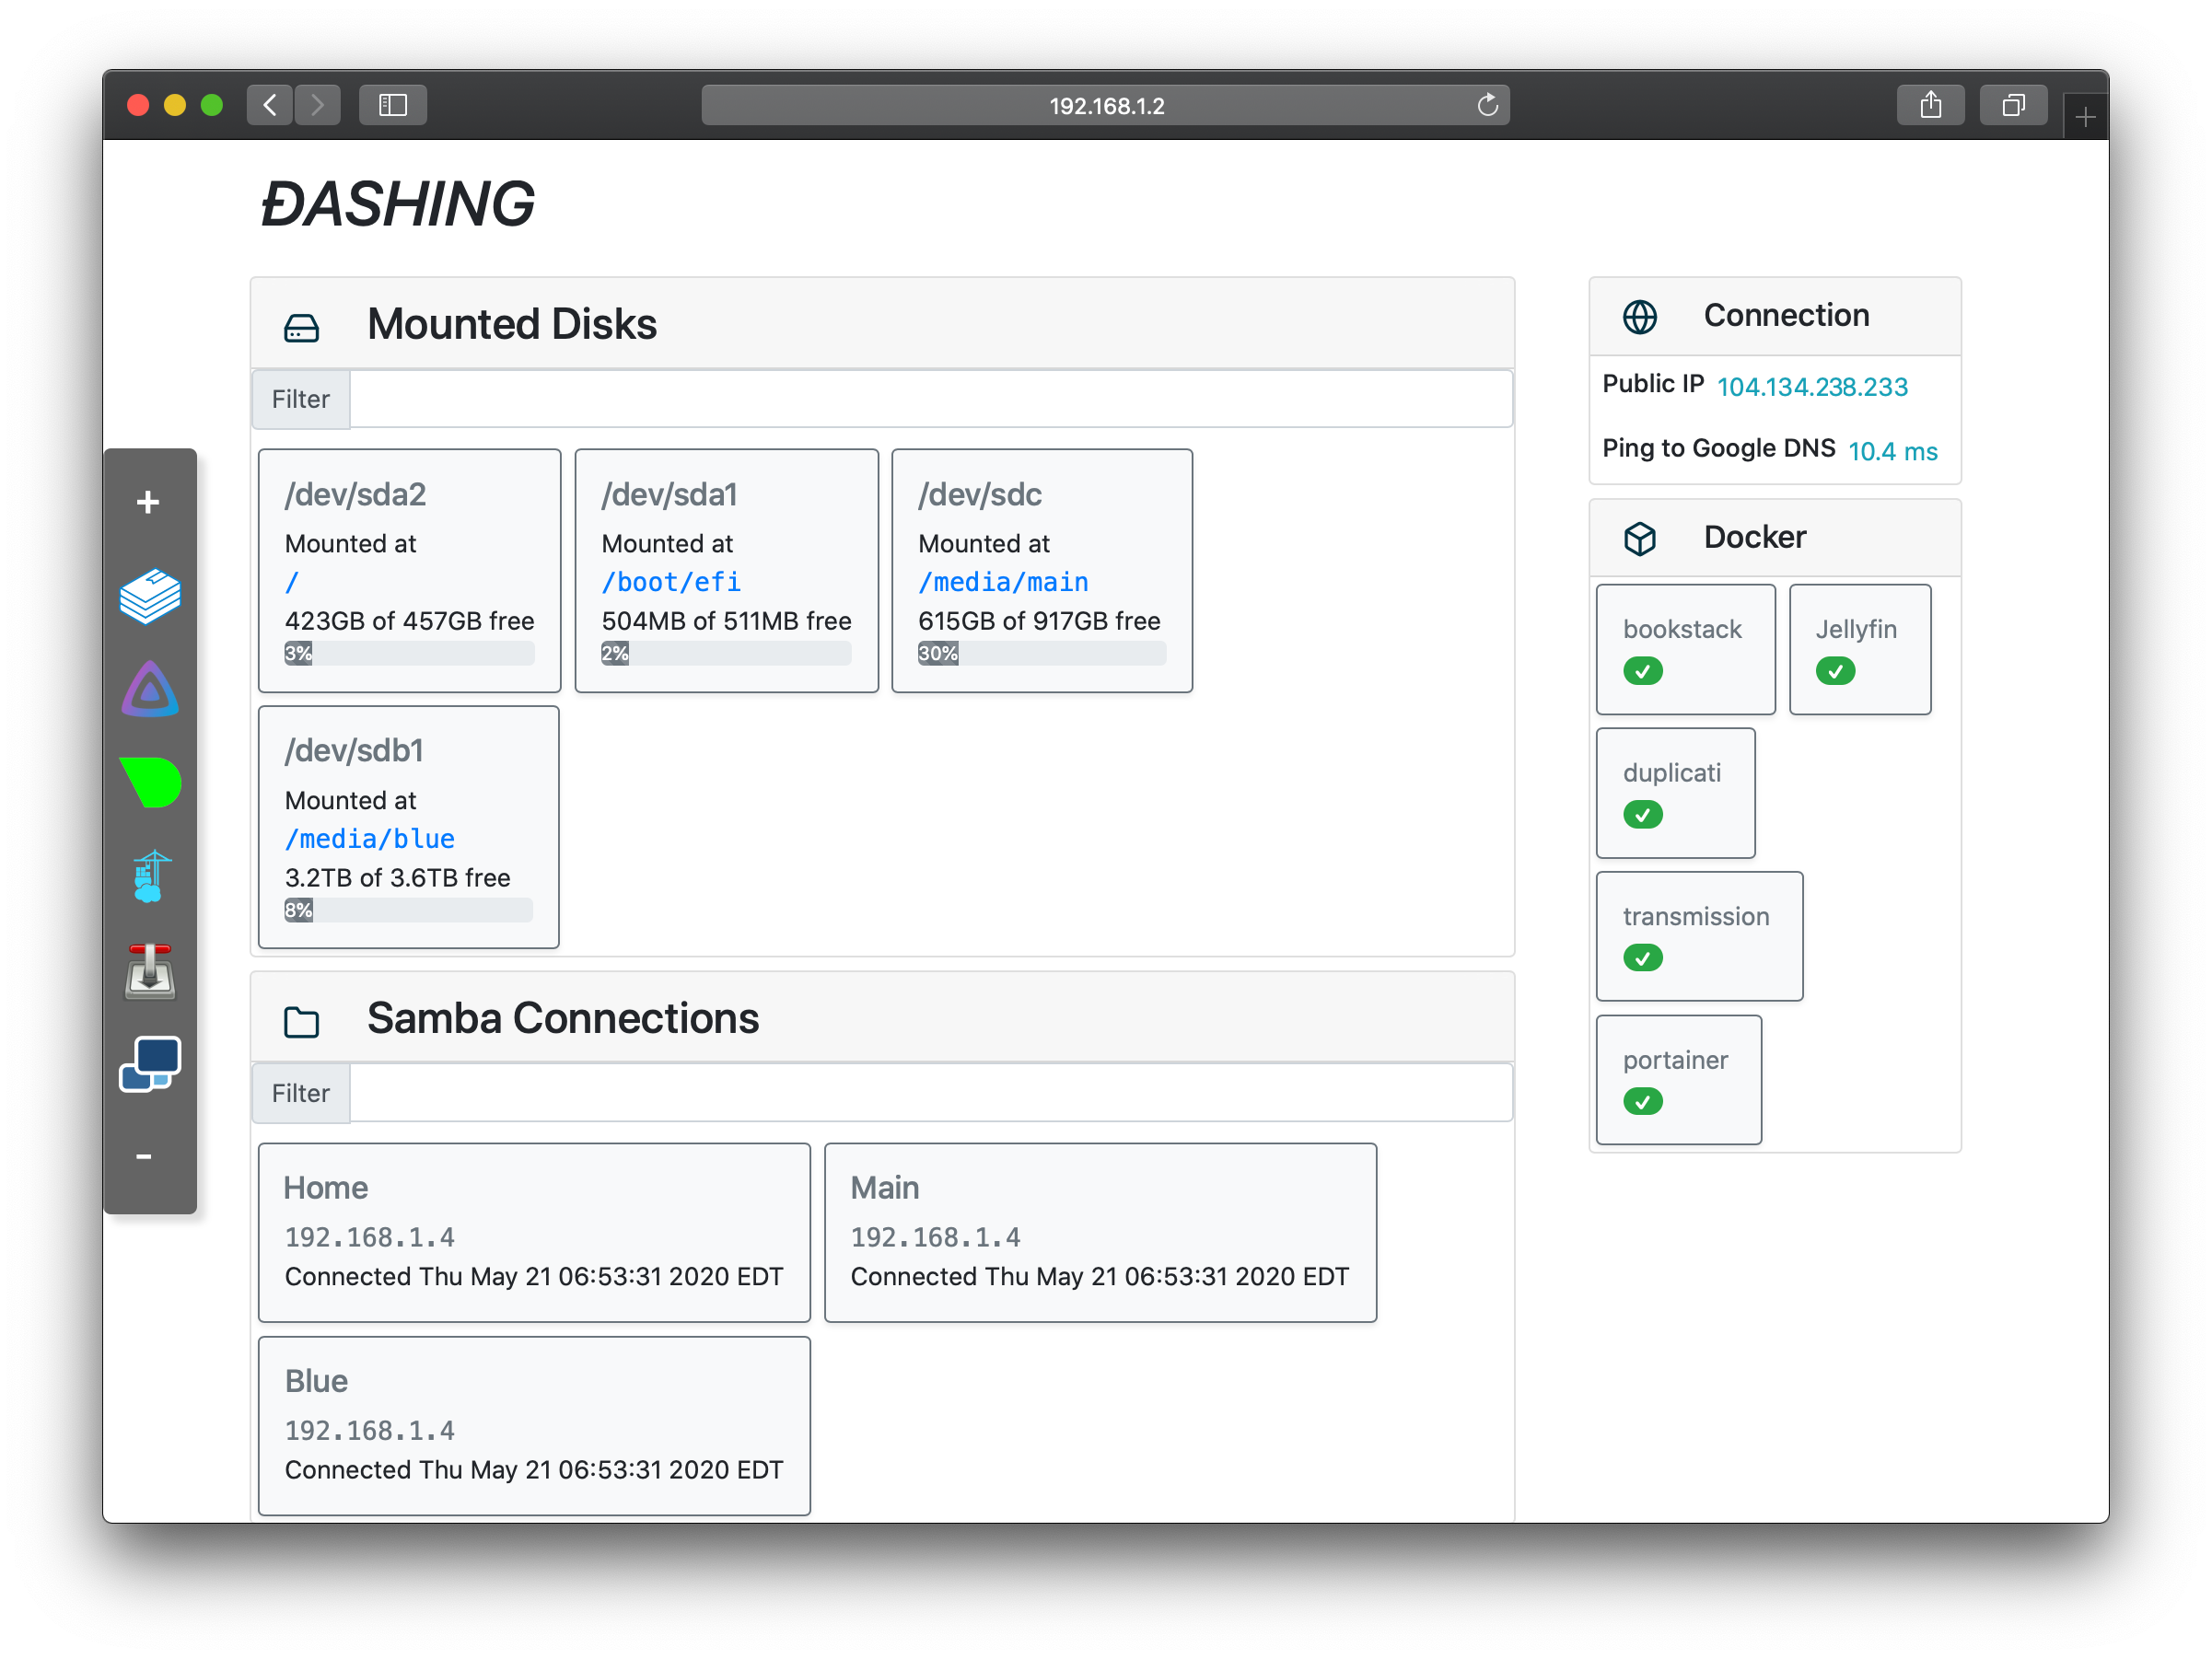 192.168.1.2
ĐASHING
Mounted Disks
Filter
/dev/sda2
Mounted at
/
423GB of 457GB free
3%
/dev/sda1
Mounted at
/boot/efi
504MB of 511MB free
2%
/dev/sdc
Mounted at
/media/main
615GB of 917GB free
30%
/dev/sdb1
Mounted at
/media/blue
3.2TB of 3.6TB free
8%
Samba Connections
Filter
Home
192.168.1.4
Connected Thu May 21 06:53:31 2020 EDT
Main
192.168.1.4
Connected Thu May 21 06:53:31 2020 EDT
Blue
192.168.1.4
Connected Thu May 21 06:53:31 2020 EDT
Connection
Public IP 104.134.238.233
Ping to Google DNS 10.4 ms
Docker
bookstack
Jellyfin
duplicati
transmission
portainer
+
-